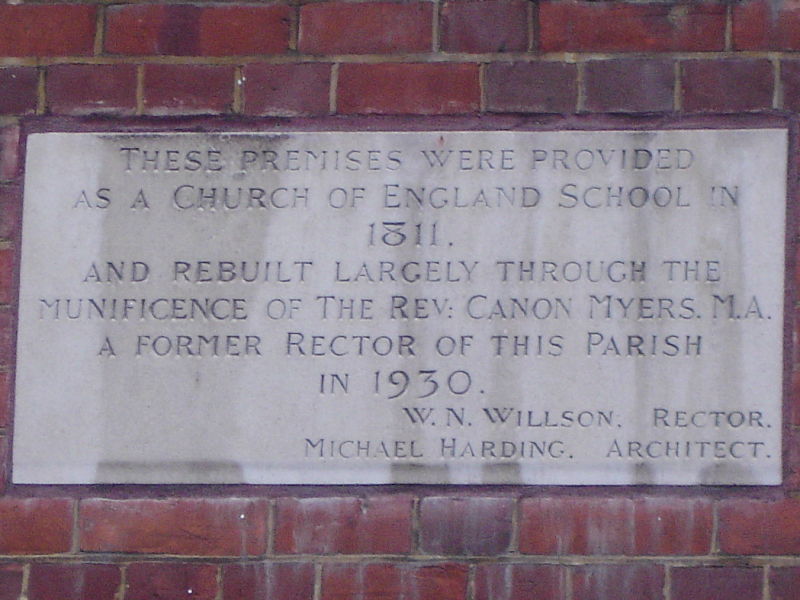 THESE PREMISES WERE PROVIDED
AS A CHURCH OF ENGLAND SCHOOL IN
1811.
AND REBUILT LARGELY THROUGH THE
MUNIFICENCE OF THE REV: CANON MYERS. M.A.
A FORMER RECTOR OF THIS PARISH
IN 1930.
W. N. WILLSON. RECTOR.
MICHAEL HARDING. ARCHITECT.